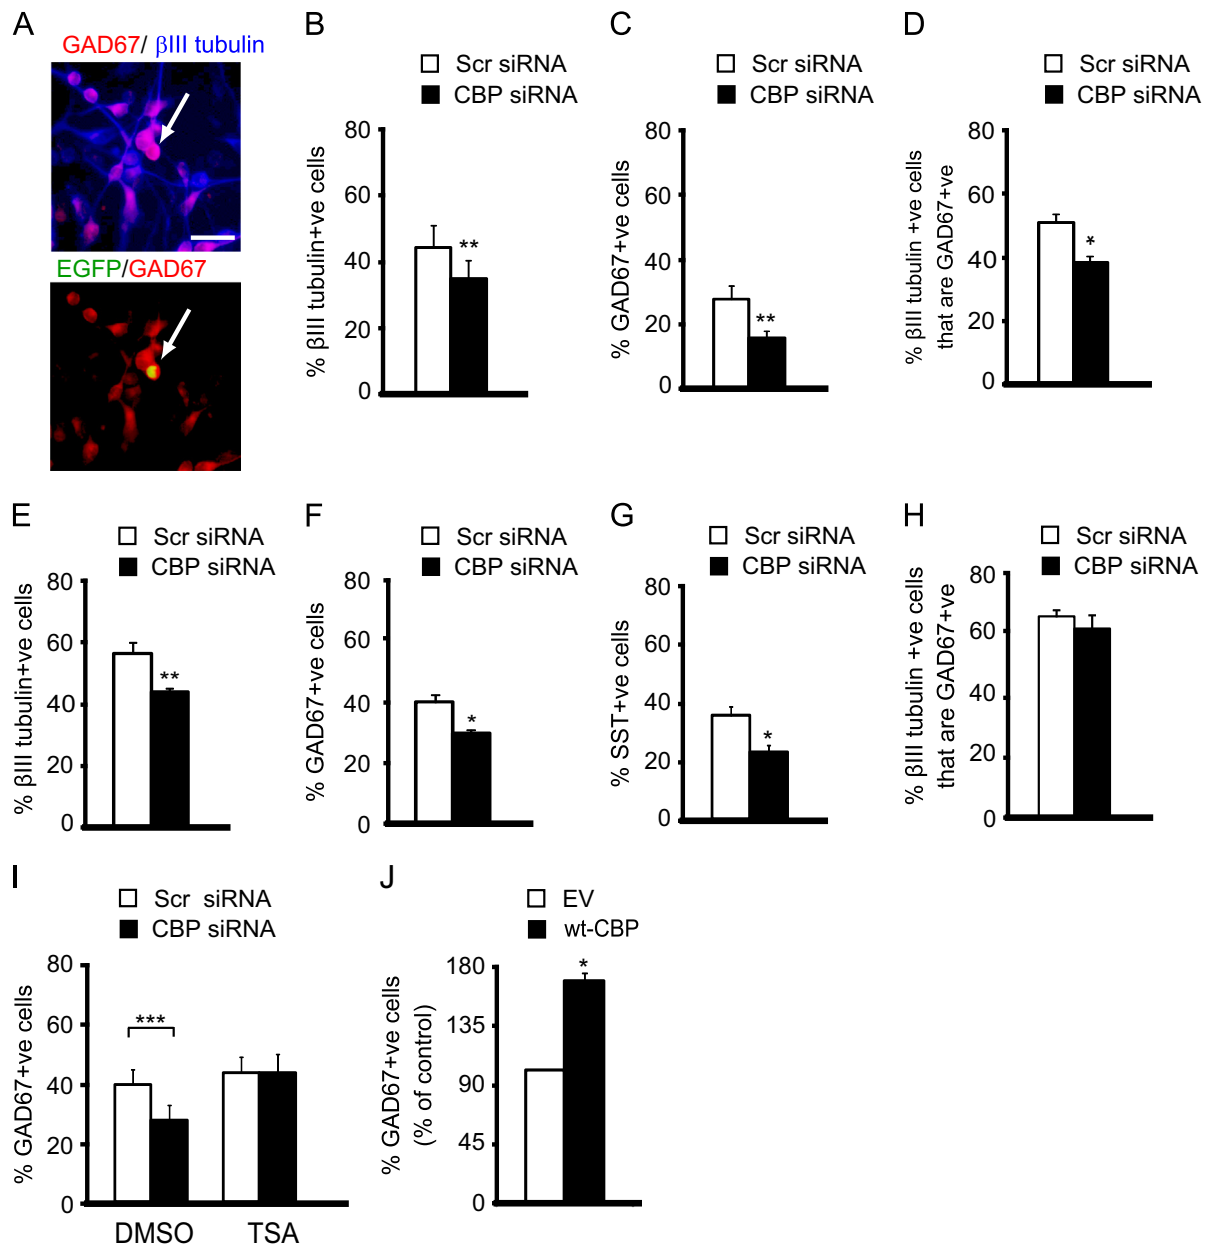 A
GAD67/ βIII tubulin
EGFP/GAD67
B
Scr siRNA
CBP siRNA
% βIII tubulin+ve cells
80
60
40
20
0
**
C
Scr siRNA
CBP siRNA
% GAD67+ve cells
80
60
40
20
0
**
D
Scr siRNA
CBP siRNA
% βIII tubulin +ve cells
that are GAD67+ve
80
60
40
20
0
*
E
Scr siRNA
CBP siRNA
% βIII tubulin+ve cells
80
60
40
20
0
**
F
Scr siRNA
CBP siRNA
% GAD67+ve cells
80
60
40
20
0
*
G
Scr siRNA
CBP siRNA
% SST+ve cells
80
60
40
20
0
*
H
Scr siRNA
CBP siRNA
% βIII tubulin +ve cells
that are GAD67+ve
80
60
40
20
0
I
Scr siRNA
CBP siRNA
% GAD67+ve cells
80
60
40
20
0
***
DMSO TSA
J
EV
wt-CBP
% GAD67+ve cells
(% of control)
180
135
90
45
0
*